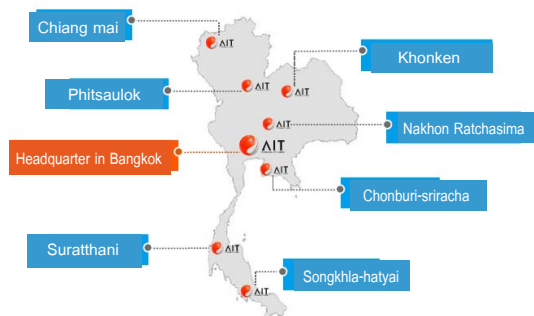 Chiang mai
AIT
Khonken
AIT
Phitsaulok
AIT
AIT
Nakhon Ratchasima
Headquarter in Bangkok
AIT
AIT
Chonburi-sriracha
Suratthani
AIT
AIT
Songkhla-hatyai